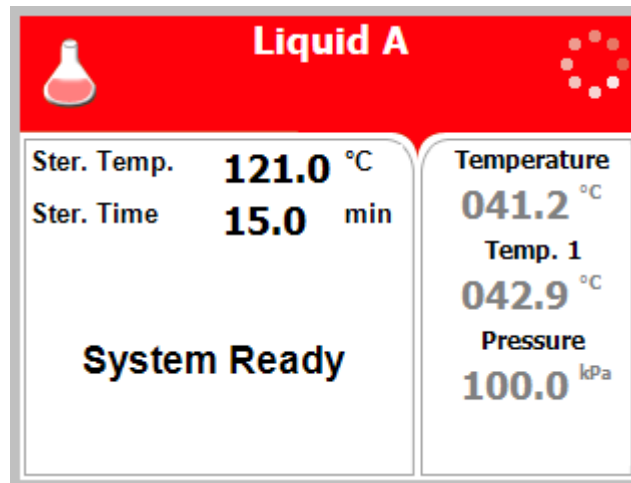 Liquid A
Ster. Temp. 121.0 °C
Ster. Time 15.0 min
System Ready
Temperature
041.2 °C
Temp. 1
042.9 °C
Pressure
100.0 kPa